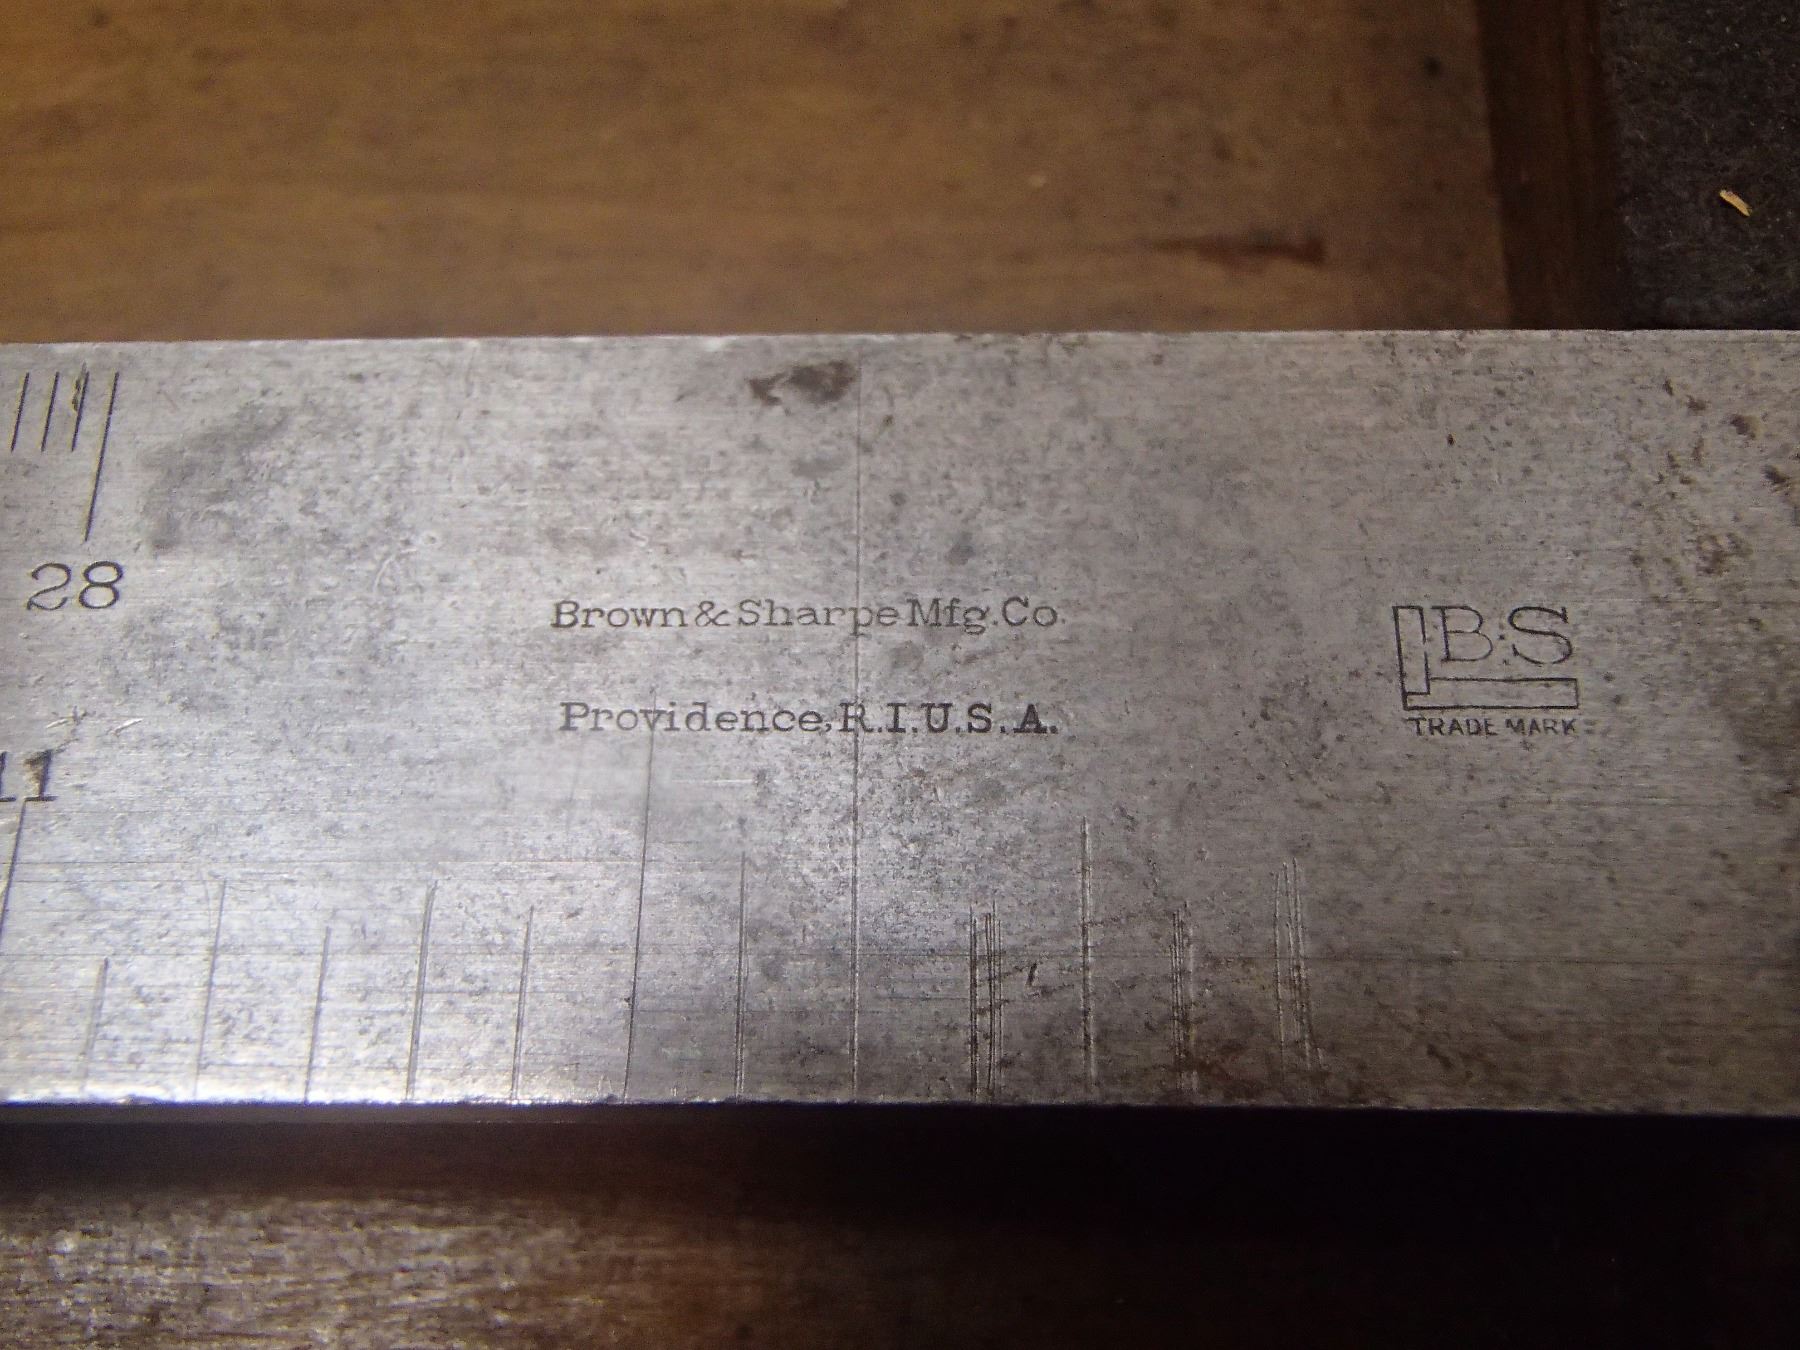 28
Brown & Sharpe Mfg. Co.
Providence, R.I. U.S.A.
B.S
TRADE MARK
11